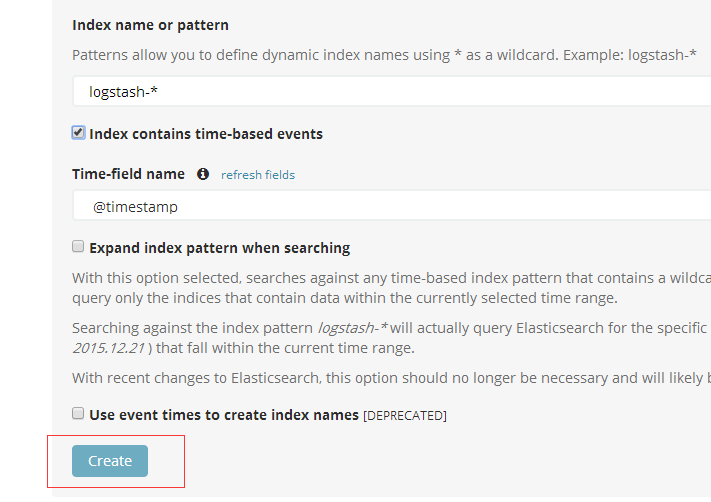 Index name or pattern
Patterns allow you to define dynamic index names using * as a wildcard. Example: logstash-*
logstash-*
Index contains time-based events
Time-field name refresh fields
@timestamp
Expand index pattern when searching
With this option selected, searches against any time-based index pattern that contains a
query only the indices that contain data within the currently selected time range.
Searching against the index pattern logstash-* will actually query Elasticsearch for the specific
2015.12.21 ) that fall within the current time range.
With recent changes to Elasticsearch, this option should no longer be necessary and will likely
Use event times to create index names [DEPRECATED]
Create